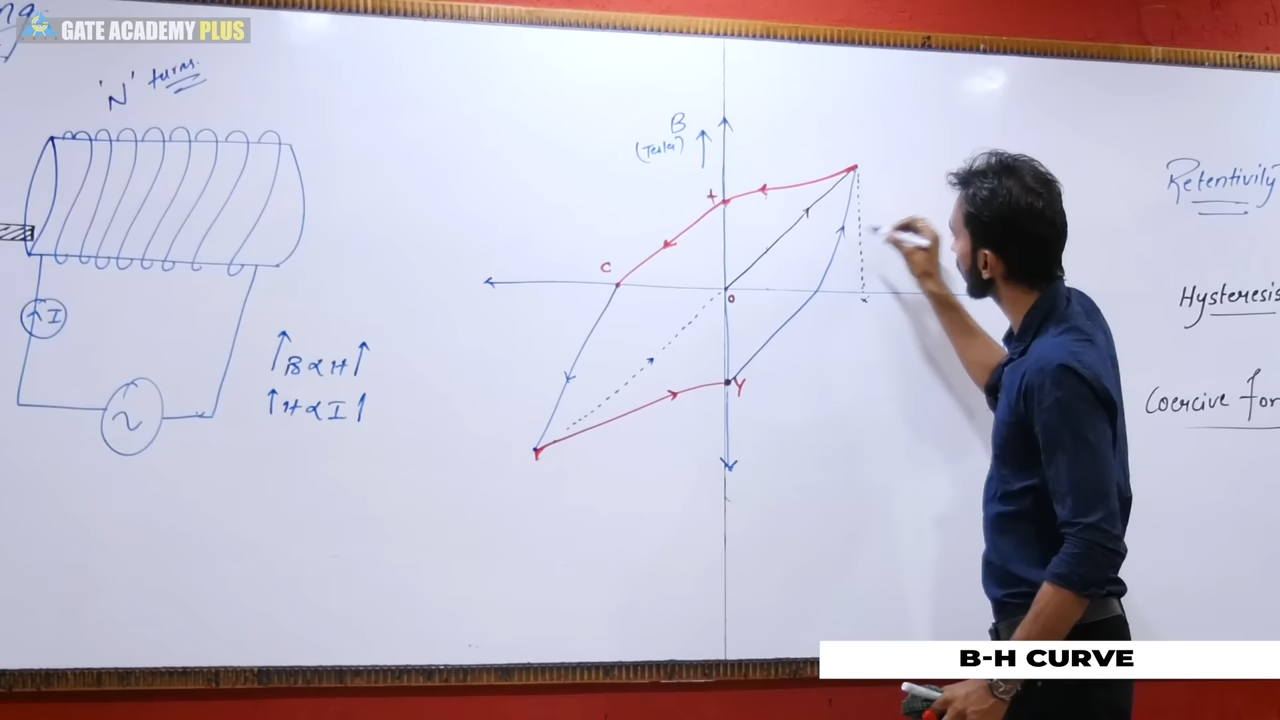 GATE ACADEMY PLUS
'N' turns
I
↑B∝H↑
↑H∝I↑
B
(Tesla)
C
O
Y
Retentivity
Hysteresis
Coercive for
B-H CURVE